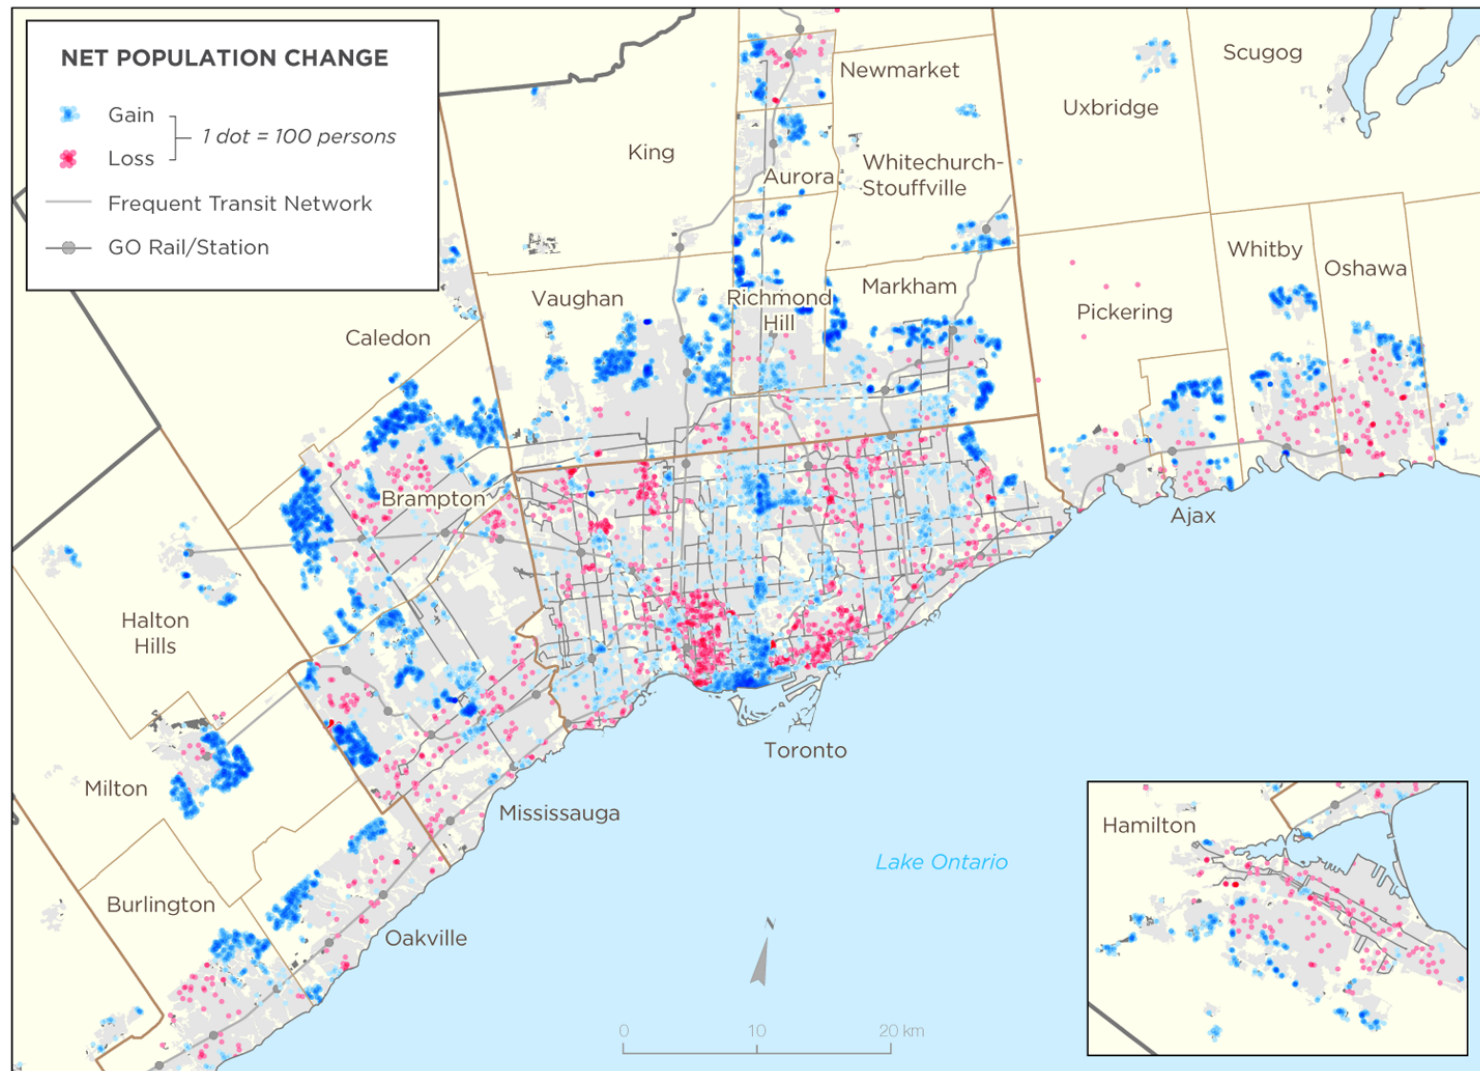 NET POPULATION CHANGE
Gain
Loss
1 dot = 100 persons
Frequent Transit Network
GO Rail/Station
Newmarket
Scugog
Uxbridge
King
Whitechurch-
Stouffville
Aurora
Whitby
Oshawa
Vaughan
Richmond
Hill
Markham
Pickering
Caledon
Brampton
Ajax
Halton
Hills
Toronto
Milton
Mississauga
Hamilton
Lake Ontario
Burlington
Oakville
N
0 10 20 km